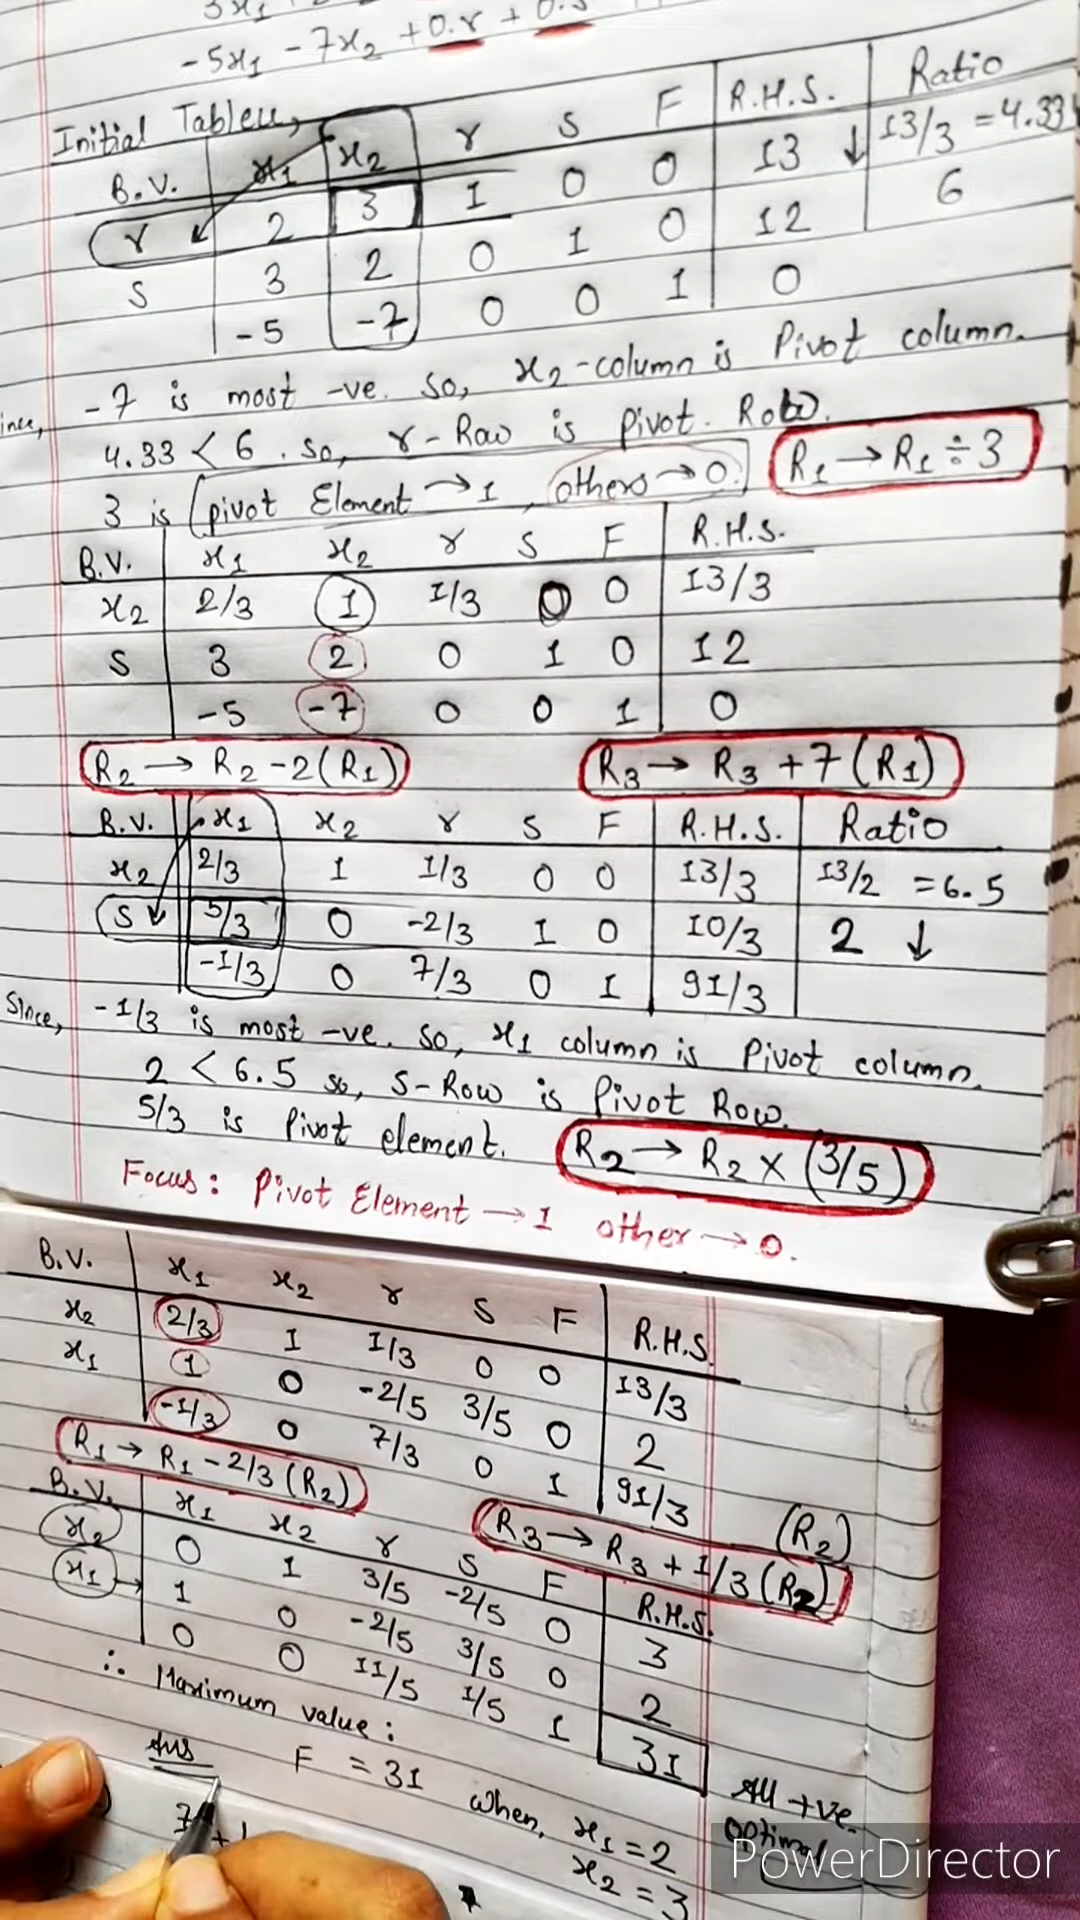 -5x₁ - 7x₂ + 0.r +
Initial Tableu,
B.V. x₁ x₂ r S F R.H.S. Ratio
r 2 3 1 0 0 13 ↓ 13/3 = 4.33
S 3 2 0 1 0 12 6
-5 -7 0 0 1 0
-7 is most -ve. So, x₂-column is Pivot column.
4.33 < 6. So, r-Row is pivot. Row.
3 is pivot Element → 1, others → 0. R₁ → R₁ ÷ 3
B.V. x₁ x₂ r S F R.H.S.
x₂ 2/3 1 1/3 0 0 13/3
S 3 2 0 1 0 12
-5 -7 0 0 1 0
R₂ → R₂ - 2(R₁) R₃ → R₃ + 7(R₁)
B.V. x₁ x₂ r S F R.H.S. Ratio
x₂ 2/3 1 1/3 0 0 13/3 13/2 = 6.5
S 5/3 0 -2/3 1 0 10/3 2 ↓
-1/3 0 7/3 0 1 91/3
Since, -1/3 is most -ve. So, x₁ column is Pivot column.
2 < 6.5 so, S-Row is Pivot Row.
5/3 is Pivot element. R₂ → R₂ × (3/5)
Focus: Pivot Element → 1 other → 0.
B.V. x₁ x₂ r S F R.H.S.
x₂ 2/3 1 1/3 0 0 13/3
x₁ 1 0 -2/5 3/5 0 2
-1/3 0 7/3 0 1 91/3
R₁ → R₁ - 2/3 (R₂) (R₂)
R₃ → R₃ + 1/3 (R₂)
B.V. x₁ x₂ r S F R.H.S.
x₂ 0 1 3/5 -2/5 0 3
x₁ → 1 0 -2/5 3/5 0 2
0 0 11/5 1/5 1 31
∴ Maximum value:
Ans F = 31 when, x₁ = 2
x₂ = 3
All +ve.
Optimal
PowerDirector